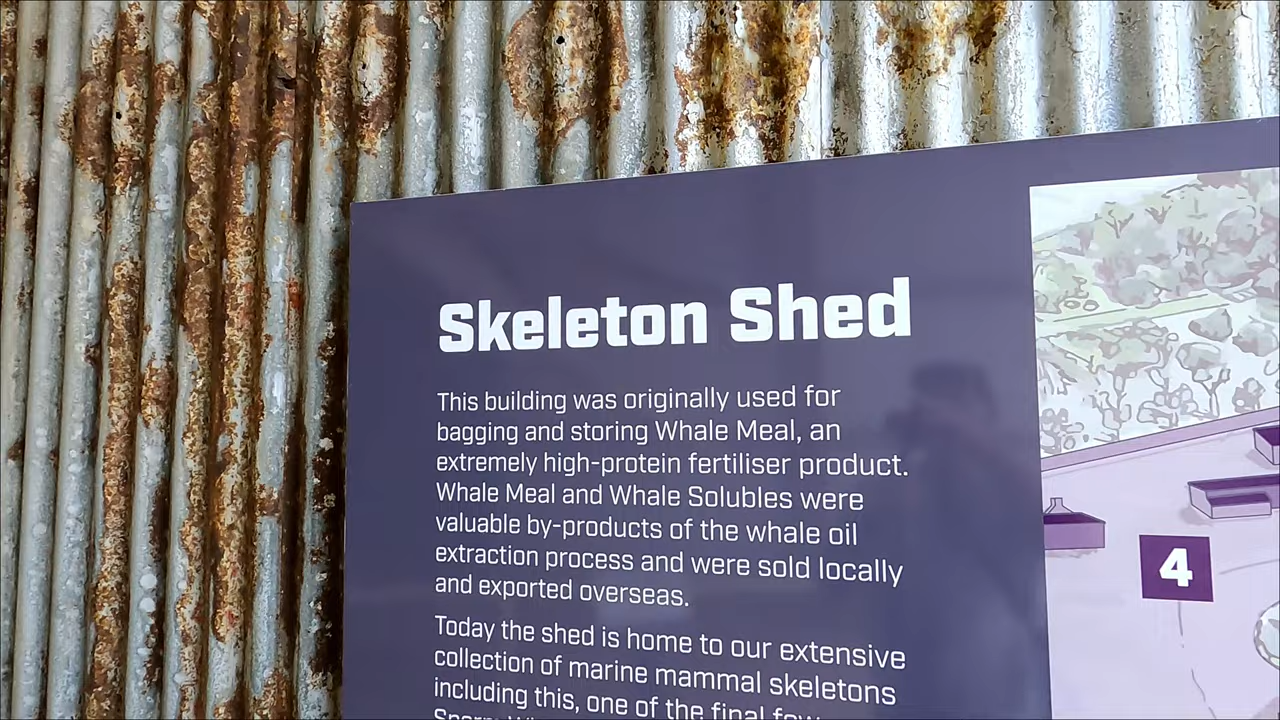 Skeleton Shed
This building was originally used for
bagging and storing Whale Meal, an
extremely high-protein fertiliser product.
Whale Meal and Whale Solubles were
valuable by-products of the whale oil
extraction process and were sold locally
and exported overseas.
Today the shed is home to our extensive
collection of marine mammal skeletons
including this, one of the final few
Sperm
4